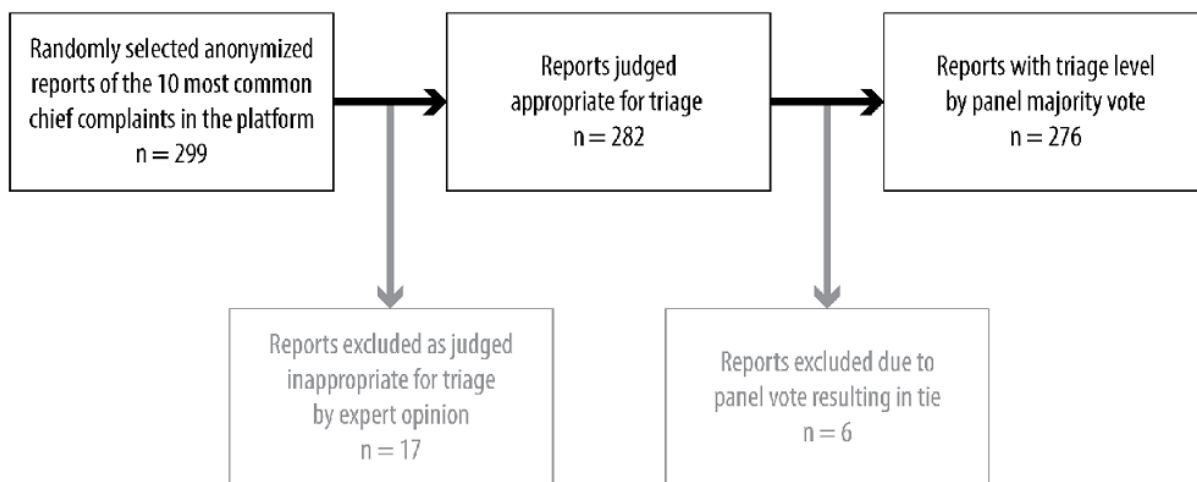 Randomly selected anonymized
reports of the 10 most common
chief complaints in the platform
n = 299
Reports judged
appropriate for triage
n = 282
Reports with triage level
by panel majority vote
n = 276
Reports excluded as judged
inappropriate for triage
by expert opinion
n = 17
Reports excluded due to
panel vote resulting in tie
n = 6